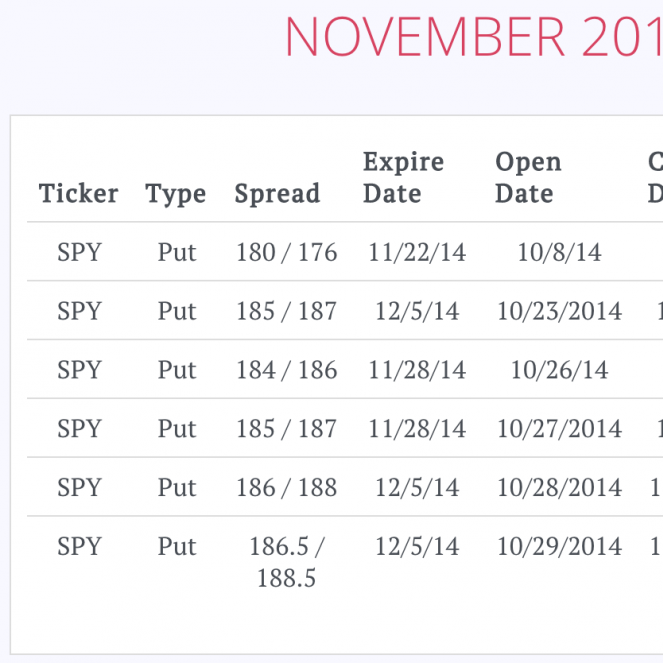 NOVEMBER 201
Expire Open C
Ticker Type Spread Date Date D
SPY Put 180 / 176 11/22/14 10/8/14
SPY Put 185 / 187 12/5/14 10/23/2014 1
SPY Put 184 / 186 11/28/14 10/26/14
SPY Put 185 / 187 11/28/14 10/27/2014 1
SPY Put 186 / 188 12/5/14 10/28/2014 1
SPY Put 186.5 / 12/5/14 10/29/2014 1
188.5